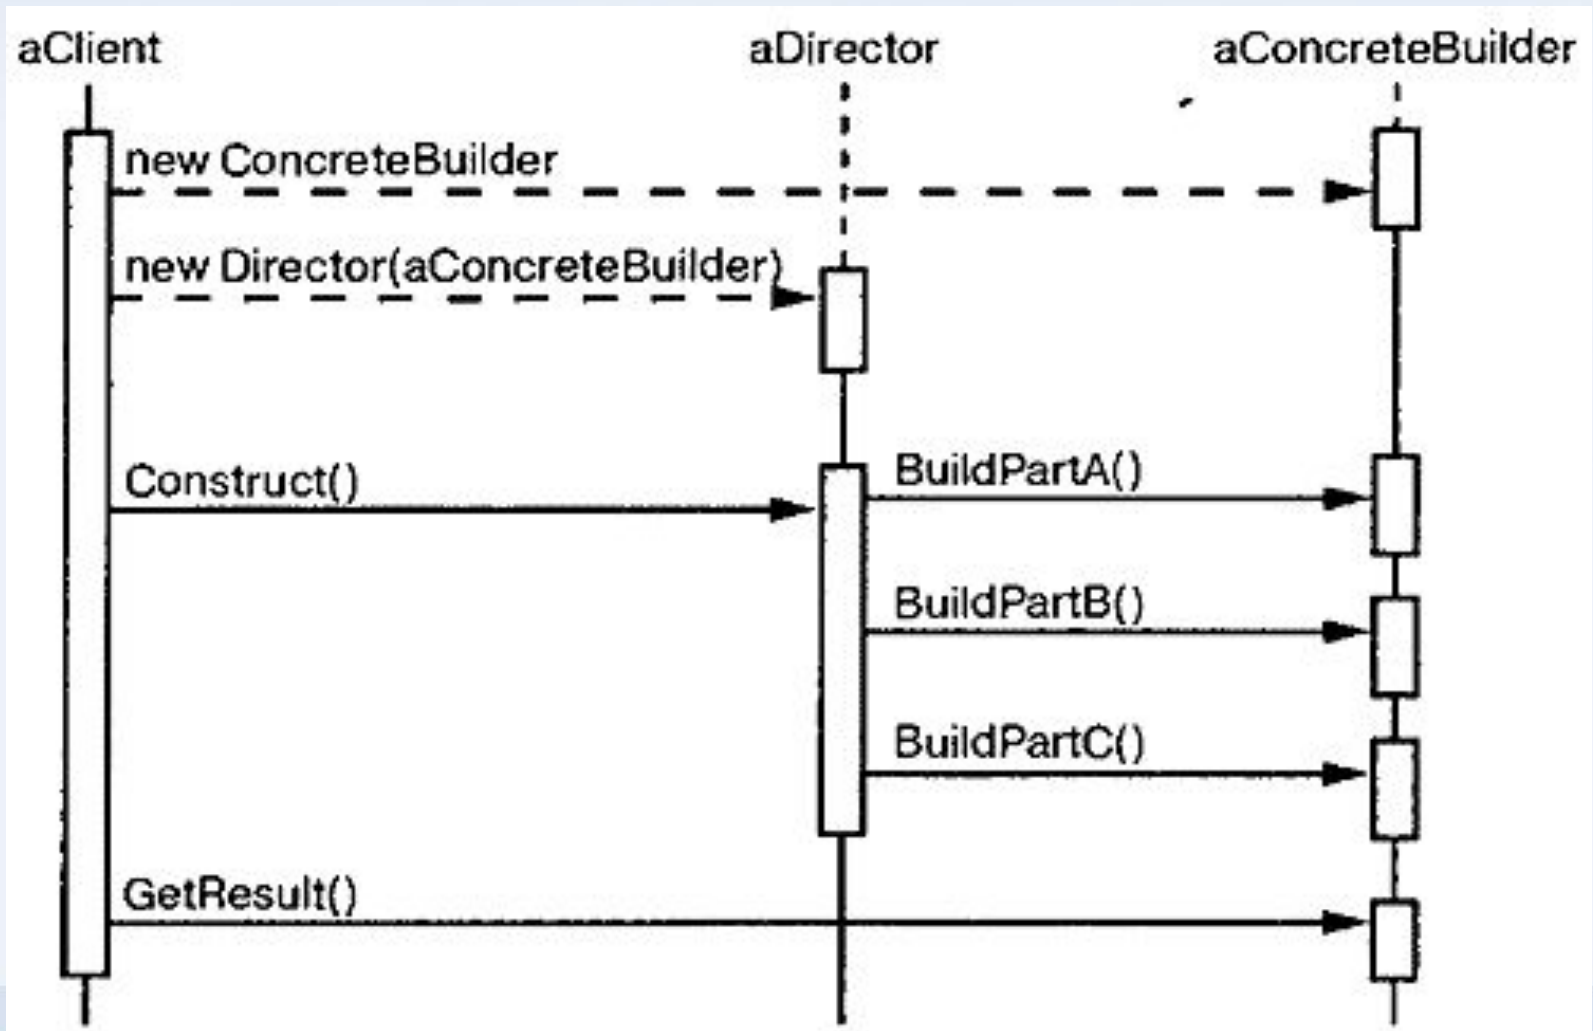 aClient
aDirector
aConcreteBuilder
new ConcreteBuilder
new Director(aConcreteBuilder)
Construct()
BuildPartA()
BuildPartB()
BuildPartC()
GetResult()